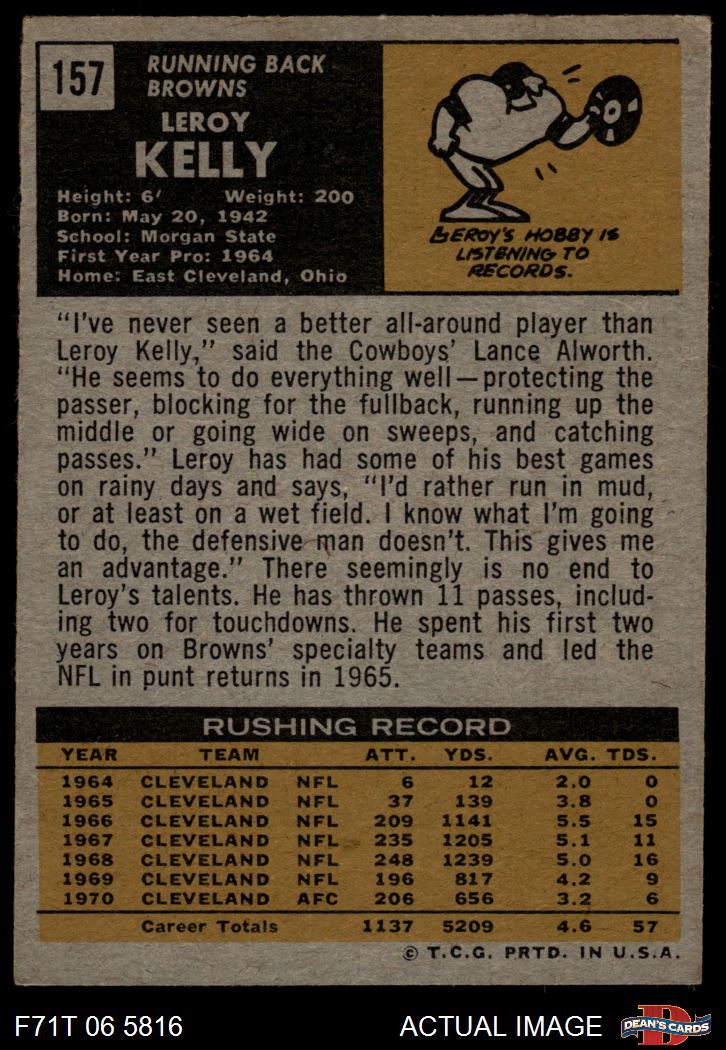 157
RUNNING BACK
BROWNS
LEROY
KELLY
Height: 6' Weight: 200
Born: May 20, 1942
School: Morgan State
First Year Pro: 1964
Home: East Cleveland, Ohio
LEROY'S HOBBY IS
LISTENING TO
RECORDS.
"I've never seen a better all-around player than
Leroy Kelly," said the Cowboys' Lance Alworth.
"He seems to do everything well—protecting the
passer, blocking for the fullback, running up the
middle or going wide on sweeps, and catching
passes." Leroy has had some of his best games
on rainy days and says, "I'd rather run in mud,
or at least on a wet field. I know what I'm going
to do, the defensive man doesn't. This gives me
an advantage." There seemingly is no end to
Leroy's talents. He has thrown 11 passes, includ-
ing two for touchdowns. He spent his first two
years on Browns' specialty teams and led the
NFL in punt returns in 1965.
RUSHING RECORD
YEAR TEAM ATT. YDS. AVG. TDS.
1964 CLEVELAND NFL 6 12 2.0 0
1965 CLEVELAND NFL 37 139 3.8 0
1966 CLEVELAND NFL 209 1141 5.5 15
1967 CLEVELAND NFL 235 1205 5.1 11
1968 CLEVELAND NFL 248 1239 5.0 16
1969 CLEVELAND NFL 196 817 4.2 9
1970 CLEVELAND AFC 206 656 3.2 6
Career Totals 1137 5209 4.6 57
© T.C.G. PRTD. IN U.S.A.
F71T 06 5816 ACTUAL IMAGE D DEAN'S CARDS